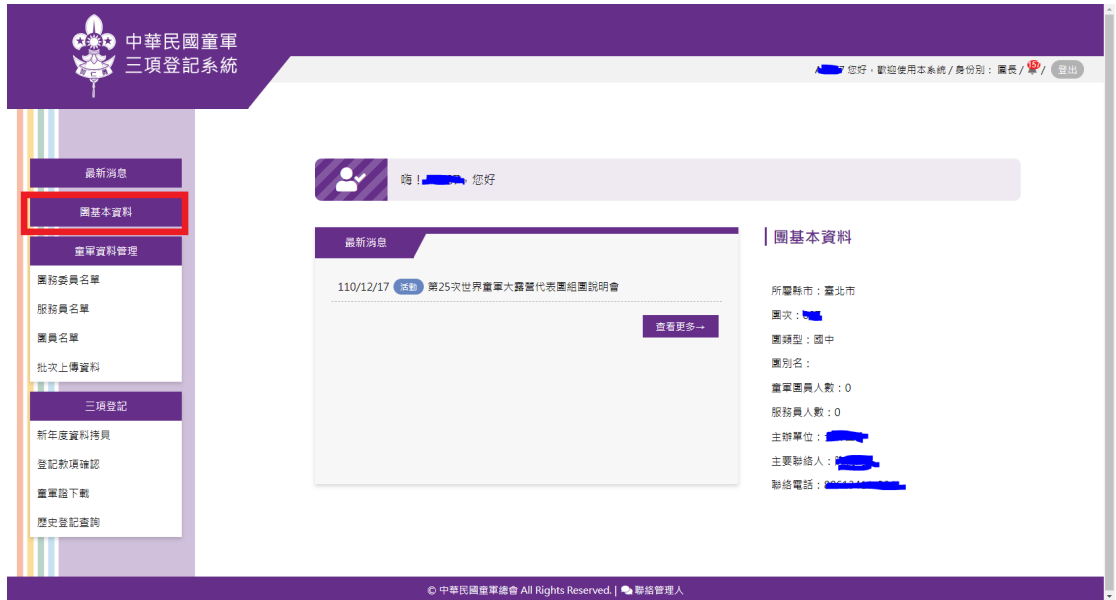 中華民國童軍
三項登記系統
您好，歡迎使用本系統 / 身份別： 團長 / 157 / 登出
最新消息
團基本資料
童軍資料管理
團務委員名單
服務員名單
團員名單
批次上傳資料
三項登記
新年度資料拷貝
登記款項確認
童軍證下載
歷史登記查詢
嗨！ 您好
最新消息
110/12/17 活動 第25次世界童軍大露營代表團組團說明會
查看更多→
團基本資料
所屬縣市：臺北市
團次：
團類型：國中
團別名：
童軍團員人數：0
服務員人數：0
主辦單位：
主要聯絡人：
聯絡電話：
© 中華民國童軍總會 All Rights Reserved. | 聯絡管理人